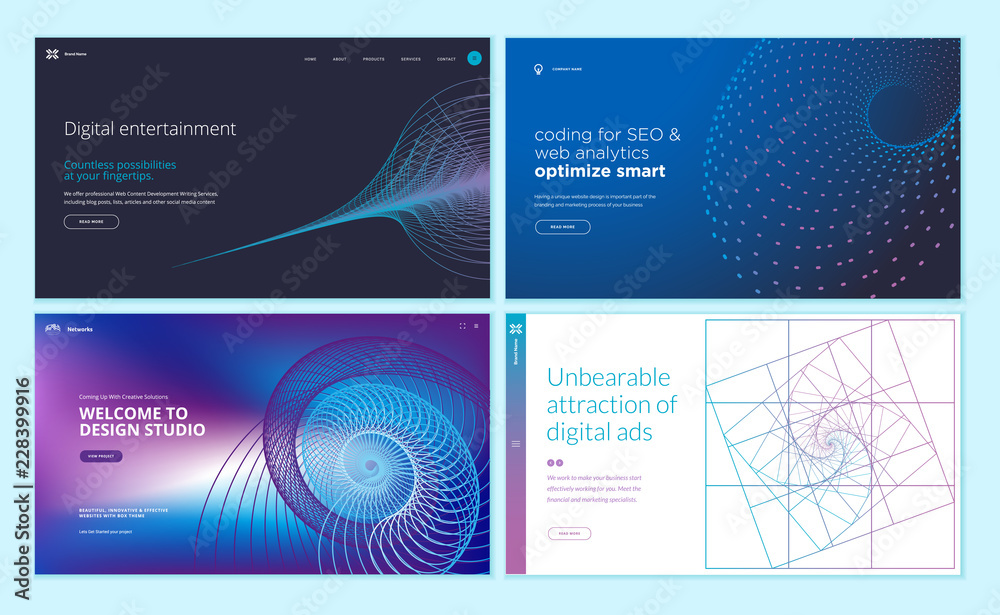 Brand Name
HOME ABOUT PRODUCTS SERVICES CONTACT
Digital entertainment
Countless possibilities
at your fingertips.
We offer professional Web Content Development Writing Services,
including blog posts, lists, articles and other social media content
READ MORE
COMPANY NAME
coding for SEO &
web analytics
optimize smart
Having a unique website design is important part of the
branding and marketing process of your business
READ MORE
Networks
Coming Up With Creative Solutions
WELCOME TO
DESIGN STUDIO
VIEW PROJECT
BEAUTIFUL, INNOVATIVE & EFFECTIVE
WEBSITES WITH BOX THEME
Lets Get Started your project
Brand Name
Unbearable
attraction of
digital ads
We work to make your business start
effectively working for you. Meet the
financial and marketing specialists.
READ MORE
Adobe Stock | #228399916
Adobe Stock